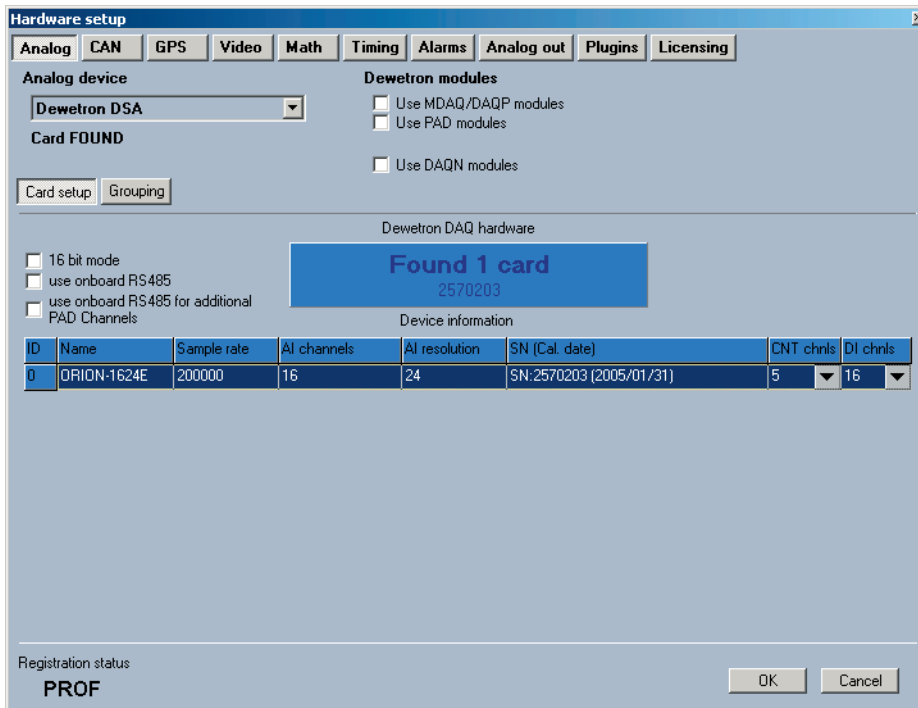 Hardware setup
Analog CAN GPS Video Math Timing Alarms Analog out Plugins Licensing
Analog device
Dewetron DSA
Card FOUND
Dewetron modules
Use MDAQ/DAQP modules
Use PAD modules
Use DAQN modules
Card setup Grouping
Dewetron DAQ hardware
16 bit mode
use onboard RS485
use onboard RS485 for additional
PAD Channels
Found 1 card
2570203
Device information
ID Name Sample rate AI channels AI resolution SN (Cal. date) CNT chnls DI chnls
0 ORION-1624E 200000 16 24 SN:2570203 (2005/01/31) 5 16
Registration status
PROF
OK Cancel